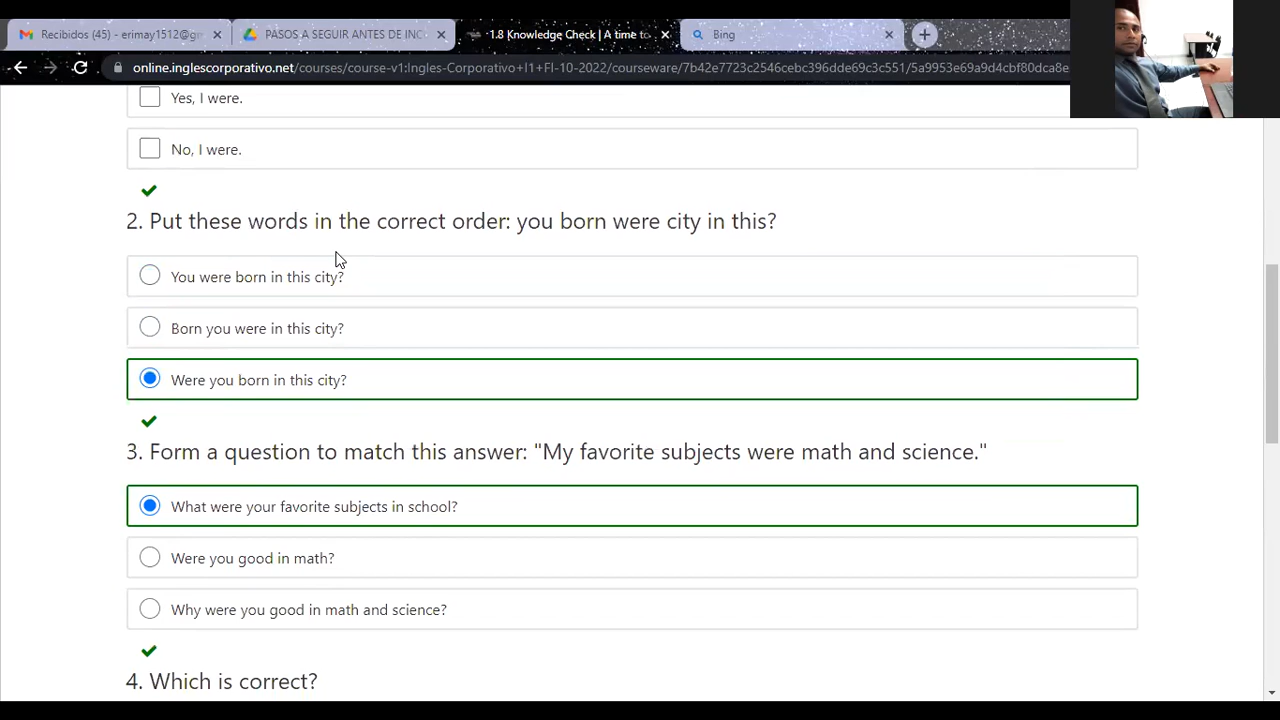 Recibidos (45) - erimay1512@g
PASOS A SEGUIR ANTES DE INC
1.8 Knowledge Check | A time to
Bing
online.inglescorporativo.net/courses/course-v1:Ingles-Corporativo+I1+FI-10-2022/courseware/7b42e7723c2546cebc396dde69c3c551/5a9953e69a9d4cbf80dca8e
Yes, I were.
No, I were.
2. Put these words in the correct order: you born were city in this?
You were born in this city?
Born you were in this city?
Were you born in this city?
3. Form a question to match this answer: "My favorite subjects were math and science."
What were your favorite subjects in school?
Were you good in math?
Why were you good in math and science?
4. Which is correct?